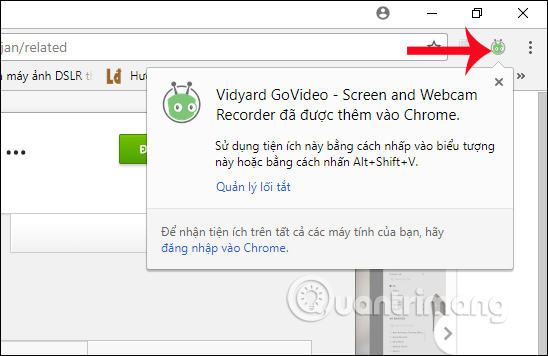 jan/related
máy ảnh DSLR th
Ld Hư
»
Vidyard GoVideo - Screen and Webcam
Recorder đã được thêm vào Chrome.
Sử dụng tiện ích này bằng cách nhấp vào biểu tượng
này hoặc bằng cách nhấn Alt+Shift+V.
Quản lý lối tắt
Để nhận tiện ích trên tất cả các máy tính của bạn, hãy
đăng nhập vào Chrome.
Đ
Quantrimang